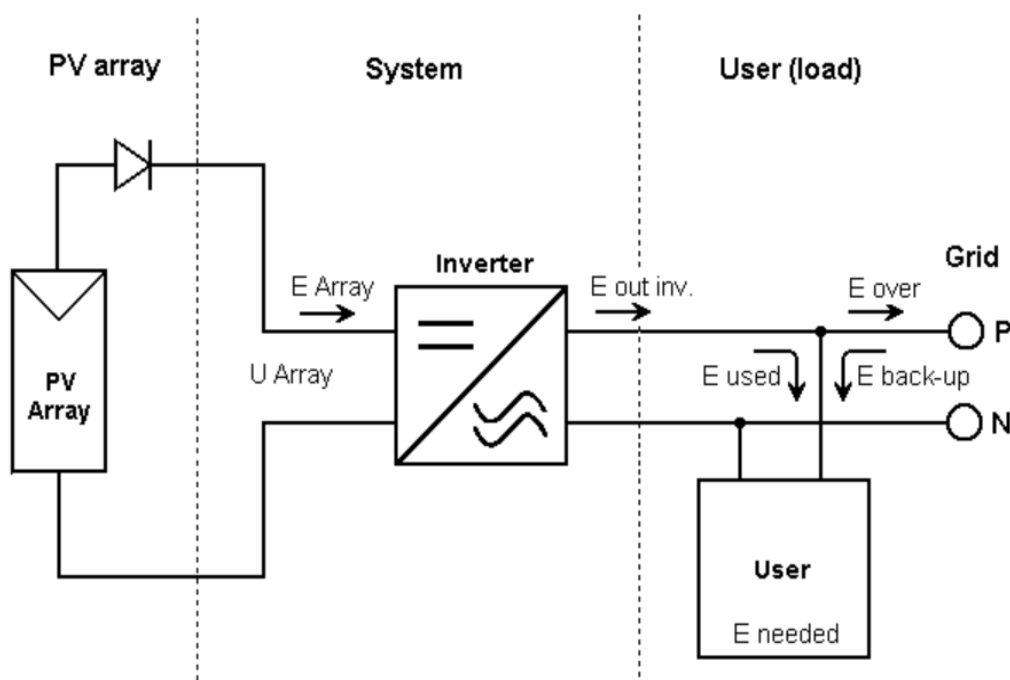 PV array
System
User (load)
Inverter
Grid
E Array
E out inv.
E over
P
PV
Array
U Array
E used
E back-up
N
User
E needed